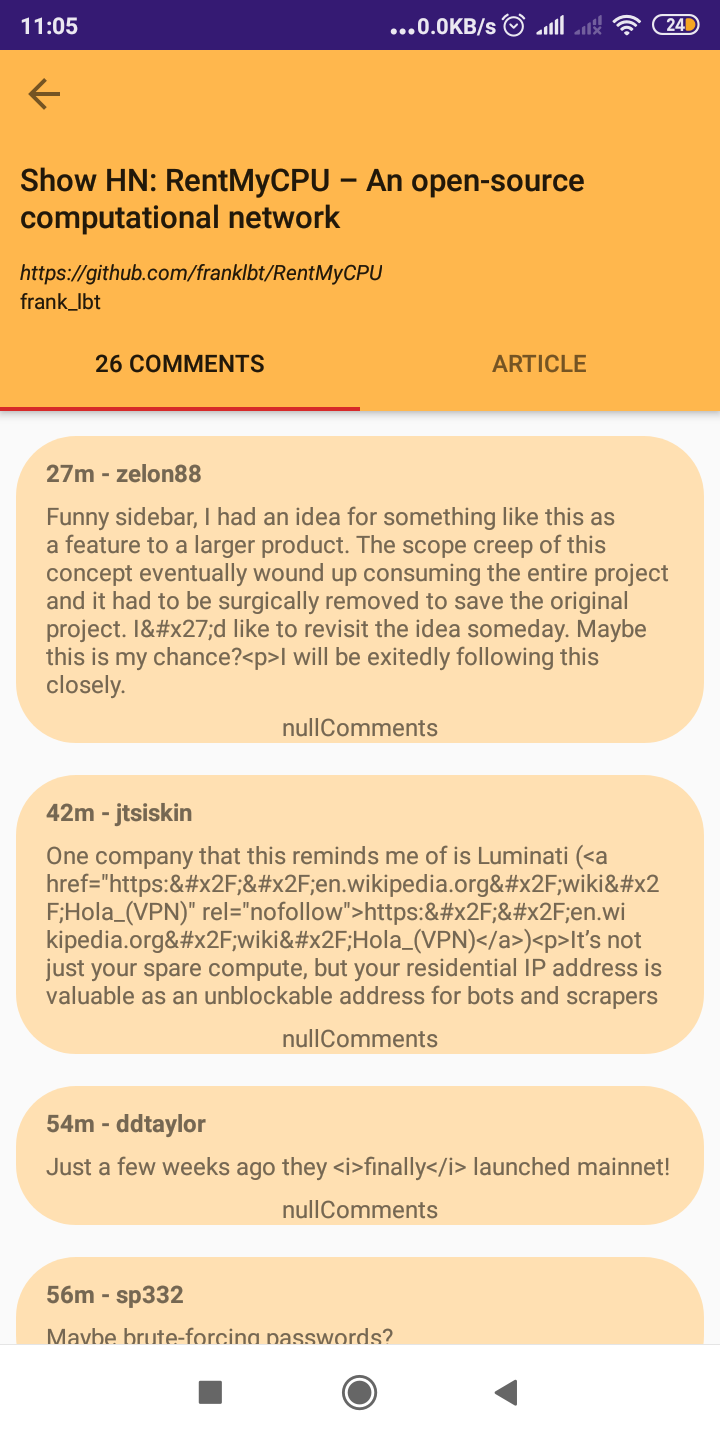 11:05
...0.0KB/s
24
Show HN: RentMyCPU – An open-source
computational network
https://github.com/franklbt/RentMyCPU
frank_lbt
26 COMMENTS
ARTICLE
27m - zelon88
Funny sidebar, I had an idea for something like this as
a feature to a larger product. The scope creep of this
concept eventually wound up consuming the entire project
and it had to be surgically removed to save the original
project. I&#x27;d like to revisit the idea someday. Maybe
this is my chance?<p>I will be exitedly following this
closely.
nullComments
42m - jtsiskin
One company that this reminds me of is Luminati (<a
href="https:&#x2F;&#x2F;en.wikipedia.org&#x2F;wiki&#x2
F;Hola_(VPN)" rel="nofollow">https:&#x2F;&#x2F;en.wi
kipedia.org&#x2F;wiki&#x2F;Hola_(VPN)</a>)<p>It’s not
just your spare compute, but your residential IP address is
valuable as an unblockable address for bots and scrapers
nullComments
54m - ddtaylor
Just a few weeks ago they <i>finally</i> launched mainnet!
nullComments
56m - sp332
Maybe brute-forcing passwords?